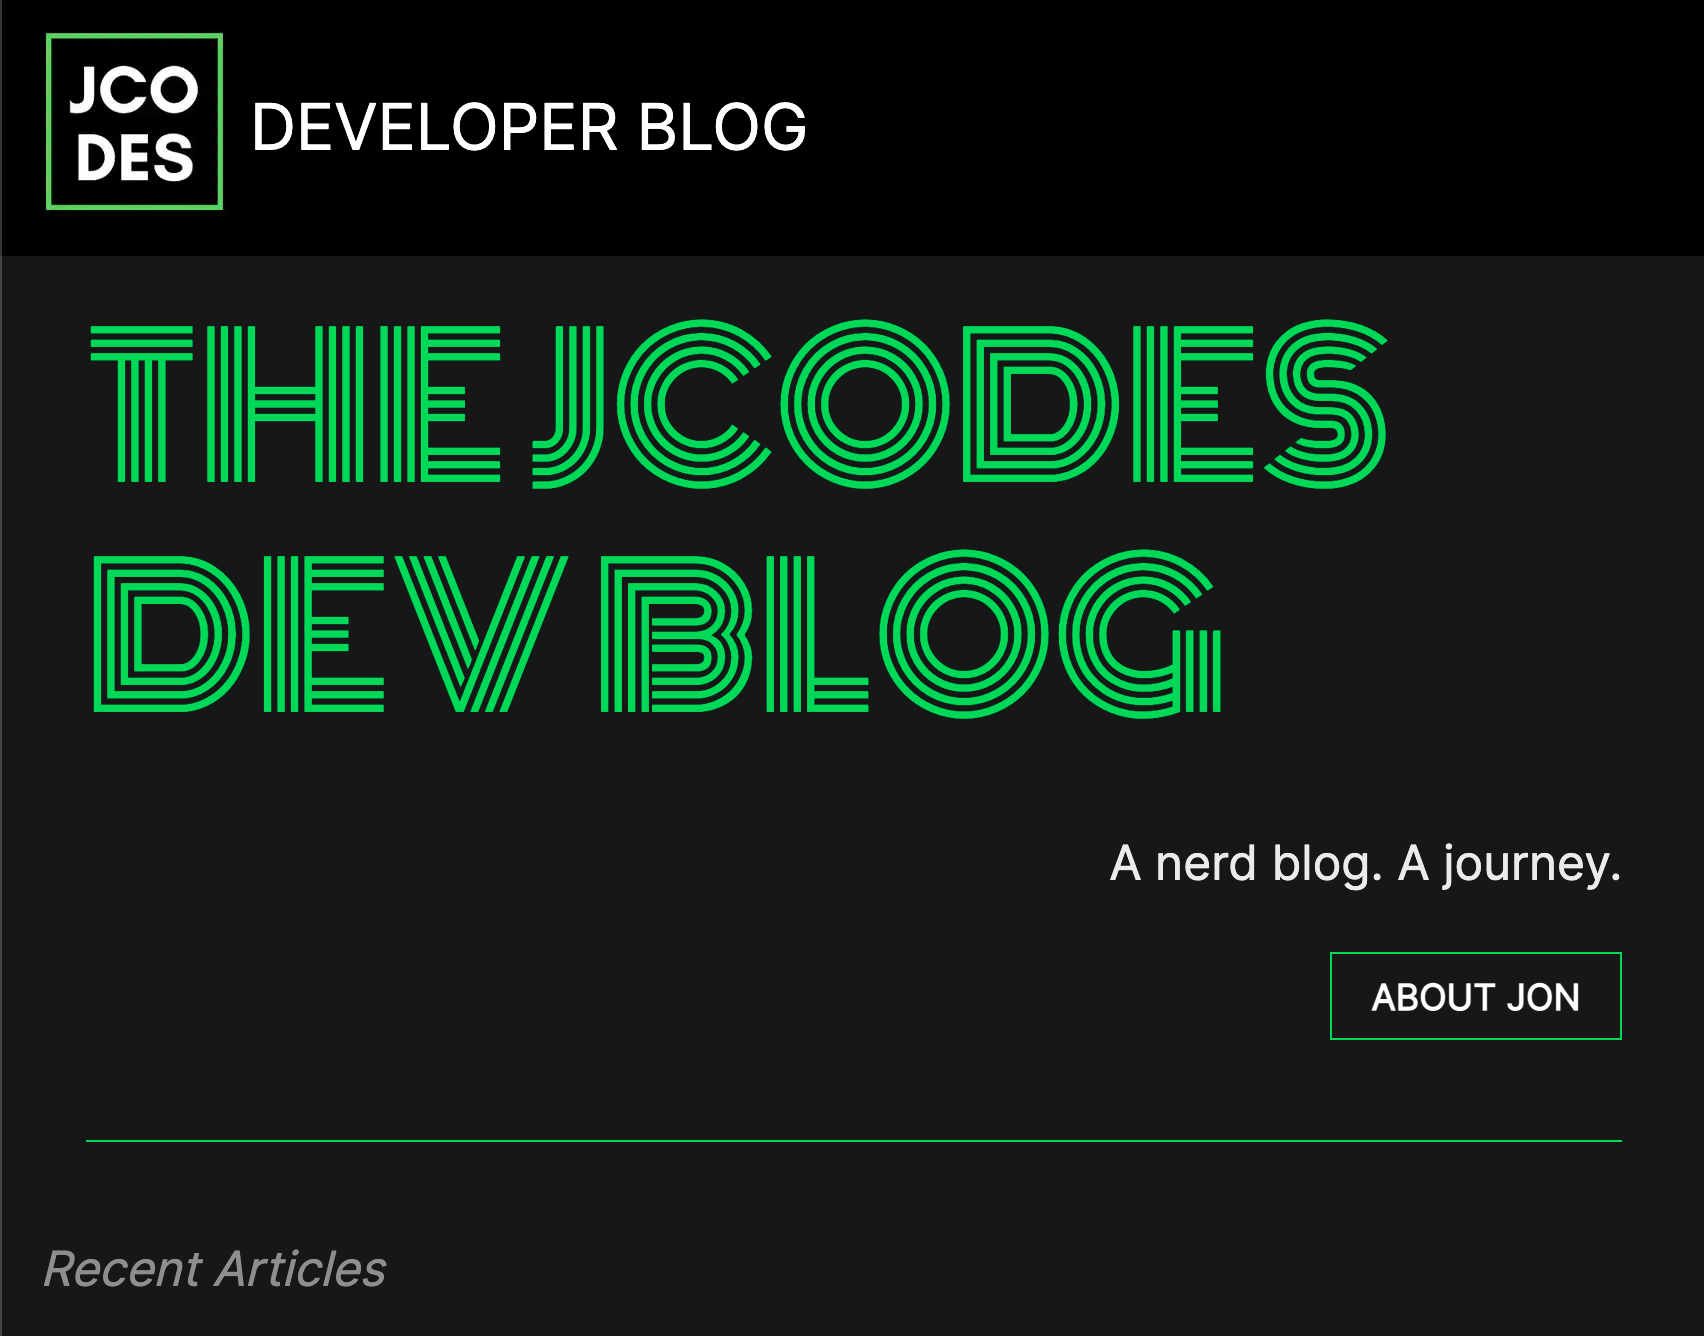 JCO
DES
DEVELOPER BLOG
THE JCODES
DEV BLOG
A nerd blog. A journey.
ABOUT JON
Recent Articles